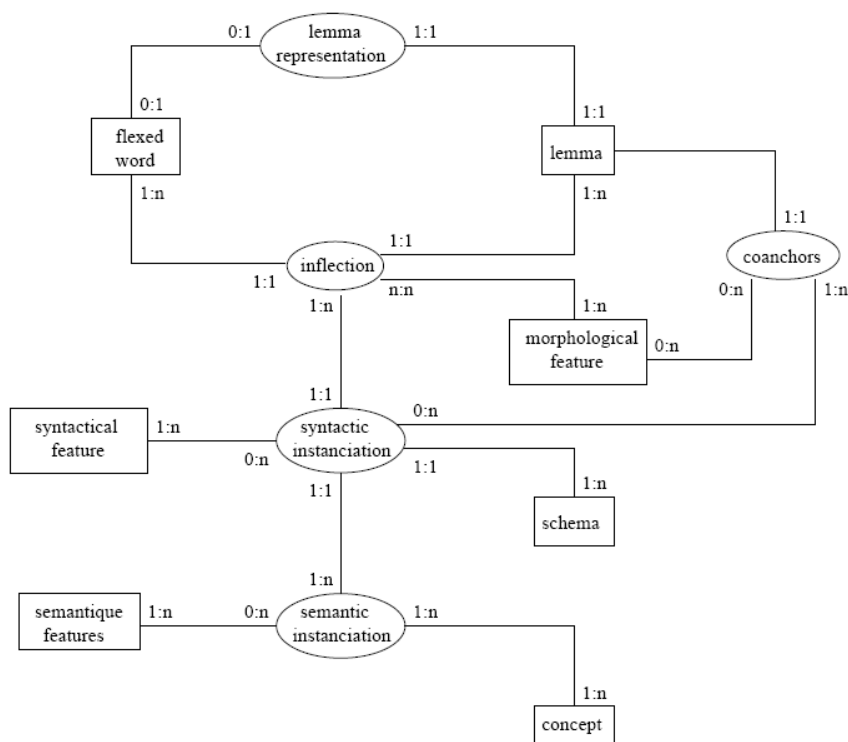 0:1
lemma
representation
1:1
0:1
flexed
word
1:n
1:1
lemma
1:n
1:1
coanchors
0:n
1:n
1:1
inflection
1:1
n:n
1:n
1:n
morphological
feature
0:n
1:1
syntactical
feature
1:n
0:n
syntactic
instanciation
0:n
1:1
1:1
1:n
schema
1:n
semantique
features
1:n
0:n
semantic
instanciation
1:n
1:n
concept